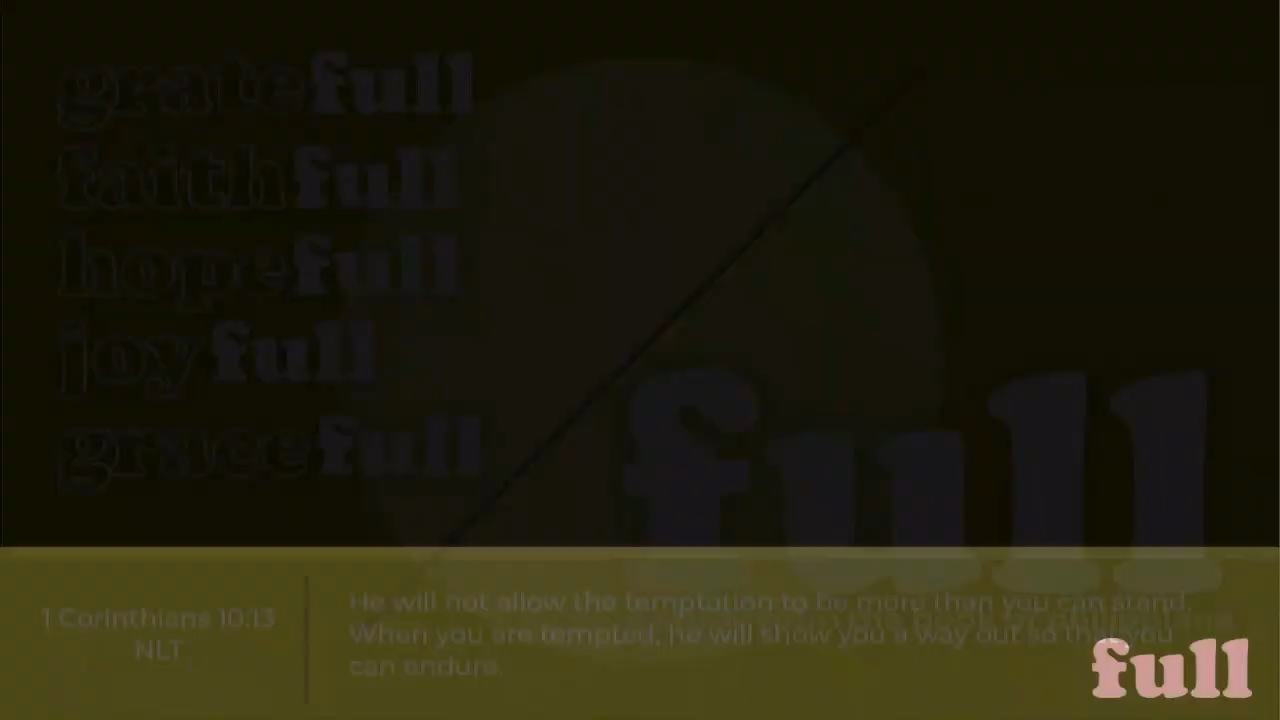 gratefull
faithfull
hopefull
joyfull
gracefull
full
1 Corinthians 10:13
NLT
He will not allow the temptation to be more than you can stand.
When you are tempted, he will show you a way out so that you
can endure.
full